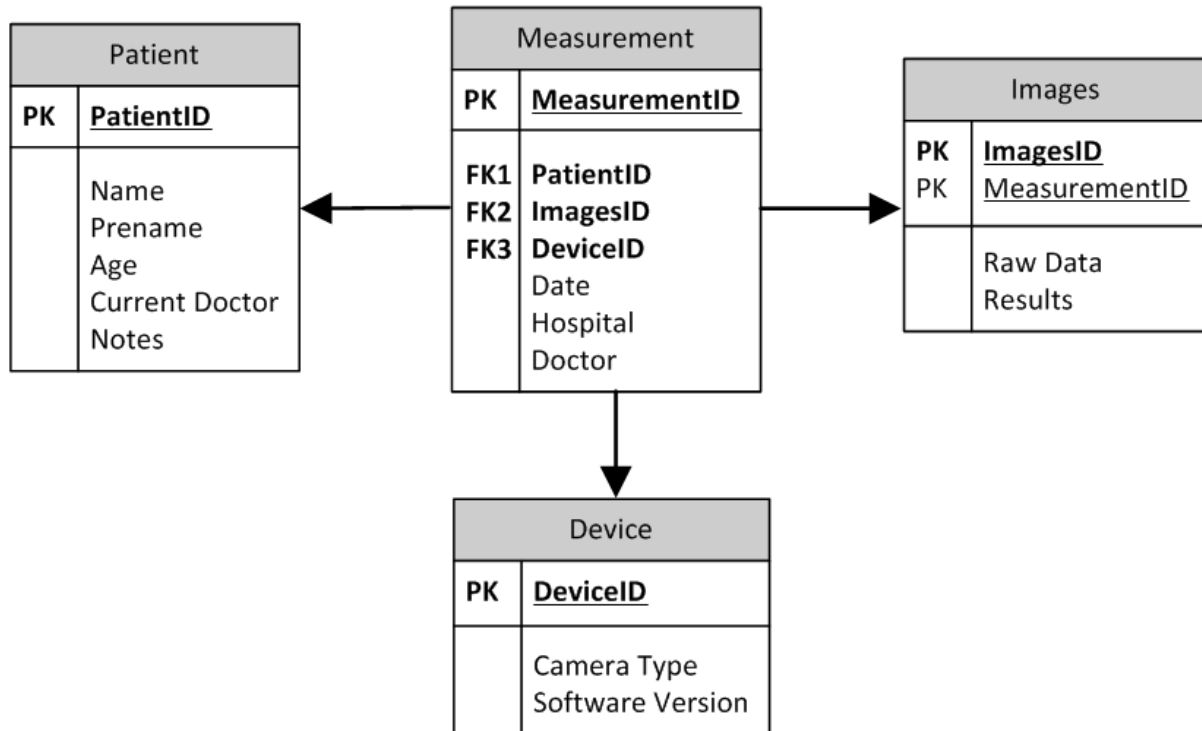 Patient
PK PatientID
Name
Prename
Age
Current Doctor
Notes
Measurement
PK MeasurementID
FK1 PatientID
FK2 ImagesID
FK3 DeviceID
Date
Hospital
Doctor
Images
PK ImagesID
PK MeasurementID
Raw Data
Results
Device
PK DeviceID
Camera Type
Software Version